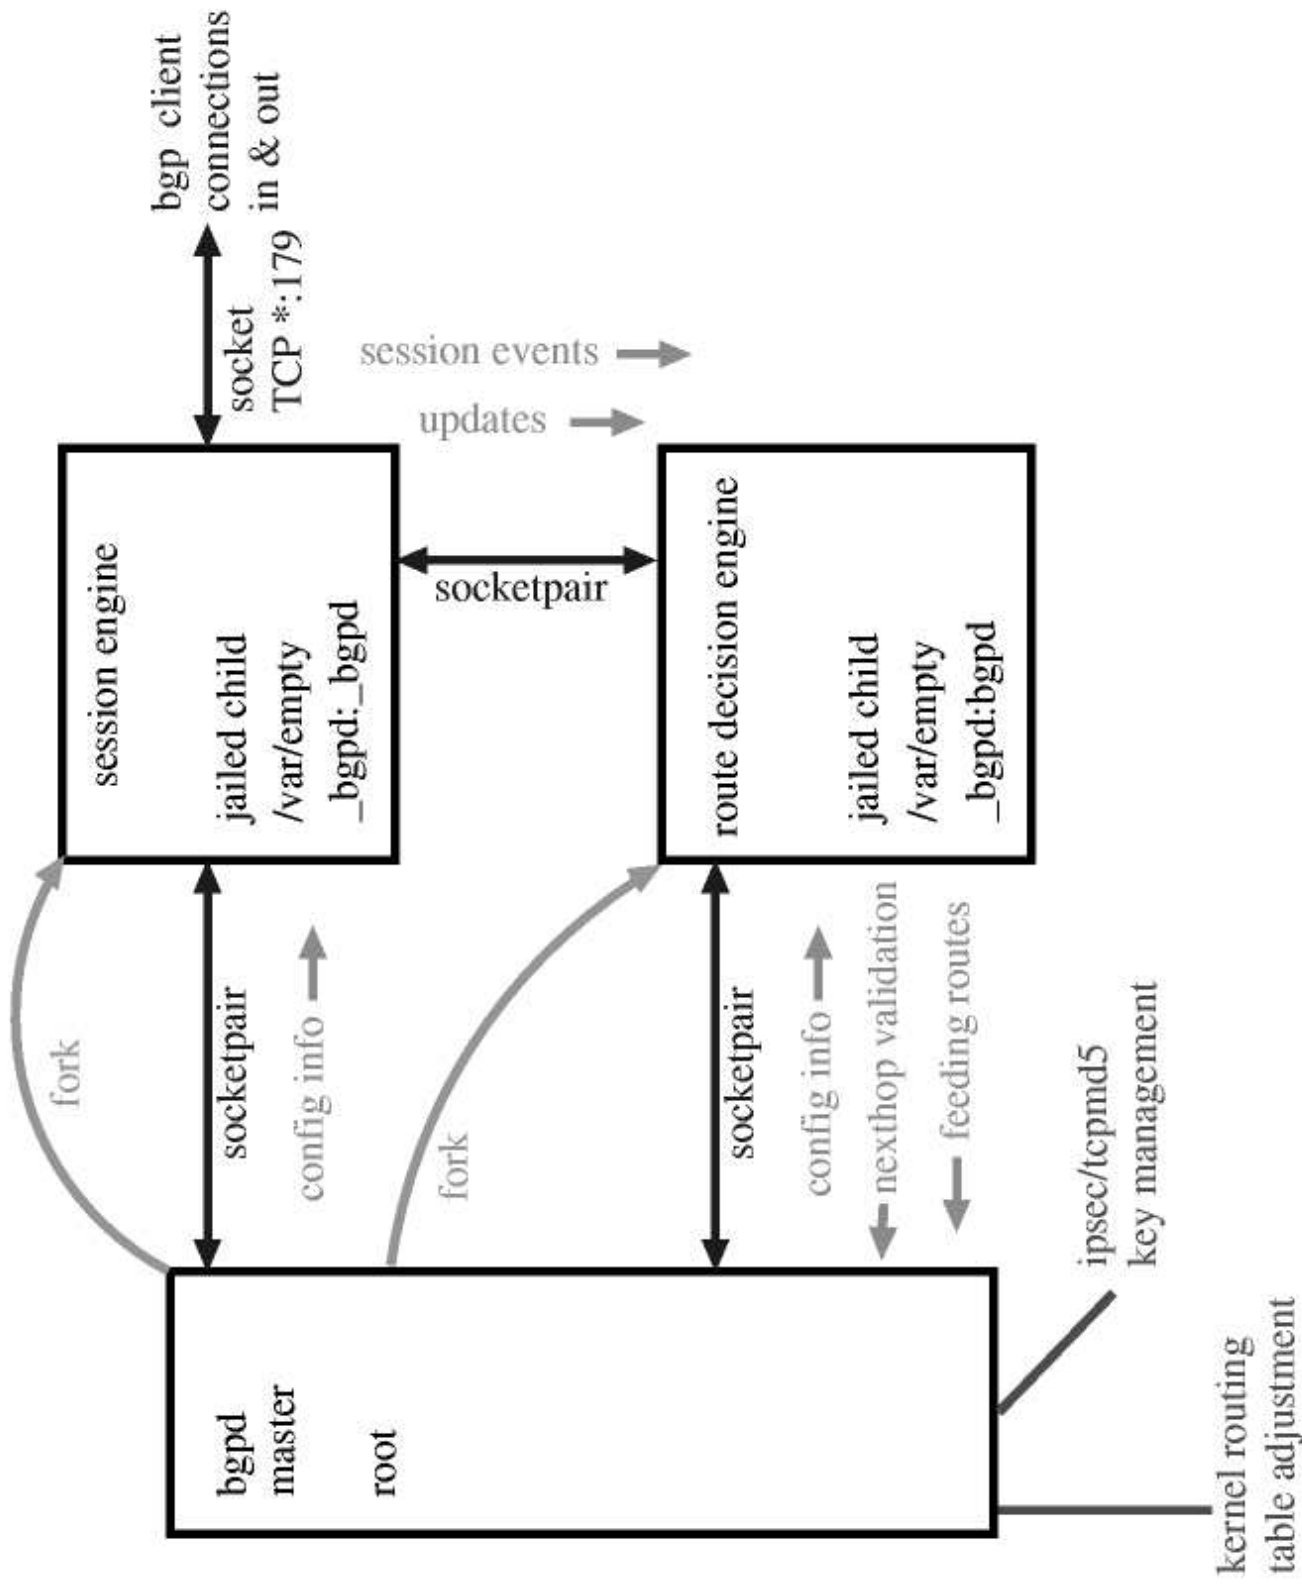 bgpd
master
root
fork
socketpair
config info
fork
socketpair
config info
nexthop validation
feeding routes
session engine
jailed child
/var/empty
_bgpd:_bgpd
socketpair
route decision engine
jailed child
/var/empty
_bgpd:bgpd
socket
TCP *:179
bgp client
connections
in & out
session events
updates
ipsec/tcpmd5
key management
kernel routing
table adjustment